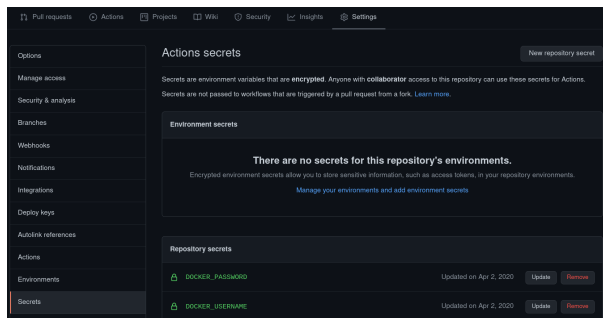 Pull requests Actions Projects Wiki Security Insights Settings
Options
Manage access
Security & analysis
Branches
Webhooks
Notifications
Integrations
Deploy keys
Autolink references
Actions
Environments
Secrets
Actions secrets
New repository secret
Secrets are environment variables that are encrypted. Anyone with collaborator access to this repository can use these secrets for Actions.
Secrets are not passed to workflows that are triggered by a pull request from a fork. Learn more.
Environment secrets
There are no secrets for this repository's environments.
Encrypted environment secrets allow you to store sensitive information, such as access tokens, in your repository environments.
Manage your environments and add environment secrets
Repository secrets
DOCKER_PASSWORD Updated on Apr 2, 2020 Update Remove
DOCKER_USERNAME Updated on Apr 2, 2020 Update Remove